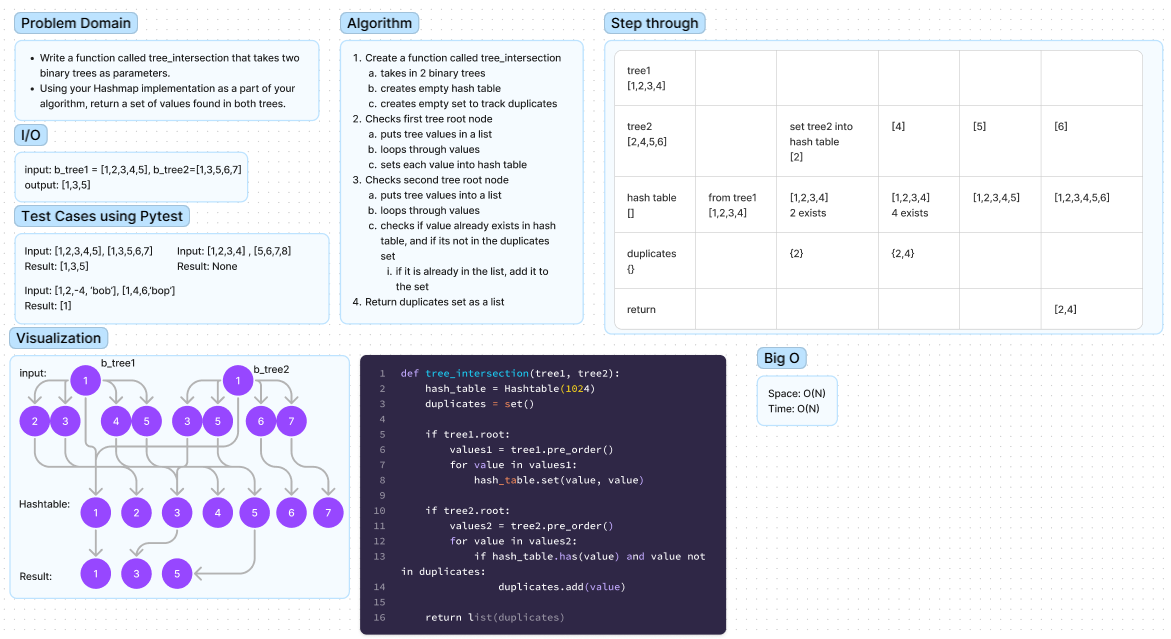 Problem Domain
• Write a function called tree_intersection that takes two
binary trees as parameters.
• Using your Hashmap implementation as a part of your
algorithm, return a set of values found in both trees.
I/O
input: b_tree1 = [1,2,3,4,5], b_tree2=[1,3,5,6,7]
output: [1,3,5]
Test Cases using Pytest
Input: [1,2,3,4,5], [1,3,5,6,7]
Result: [1,3,5]
Input: [1,2,3,4] , [5,6,7,8]
Result: None
Input: [1,2,-4, 'bob'], [1,4,6,'bop']
Result: [1]
Algorithm
1. Create a function called tree_intersection
a. takes in 2 binary trees
b. creates empty hash table
c. creates empty set to track duplicates
2. Checks first tree root node
a. puts tree values in a list
b. loops through values
c. sets each value into hash table
3. Checks second tree root node
a. puts tree values into a list
b. loops through values
c. checks if value already exists in hash
table, and if its not in the duplicates
set
i. if it is already in the list, add it to
the set
4. Return duplicates set as a list
Step through
tree1
[1,2,3,4]
tree2
[2,4,5,6]
set tree2 into
hash table
[2]
[4]
[5]
[6]
hash table
[]
from tree1
[1,2,3,4]
[1,2,3,4]
2 exists
[1,2,3,4]
4 exists
[1,2,3,4,5]
[1,2,3,4,5,6]
duplicates
{}
{2}
{2,4}
return
[2,4]
Visualization
input:
b_tree1
b_tree2
1
1
2
3
4
5
3
5
6
7
Hashtable:
1
2
3
4
5
6
7
Result:
1
3
5
1 def tree_intersection(tree1, tree2):
2 hash_table = Hashtable(1024)
3 duplicates = set()
4
5 if tree1.root:
6 values1 = tree1.pre_order()
7 for value in values1:
8 hash_table.set(value, value)
9
10 if tree2.root:
11 values2 = tree2.pre_order()
12 for value in values2:
13 if hash_table.has(value) and value not
in duplicates:
14 duplicates.add(value)
15
16 return list(duplicates)
Big O
Space: O(N)
Time: O(N)